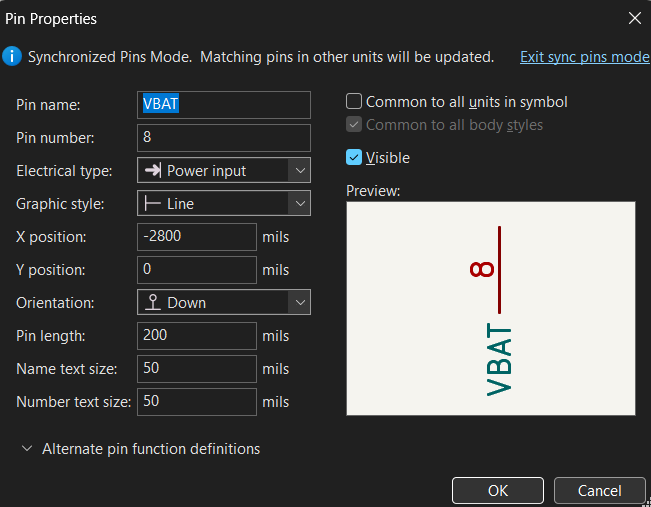 Pin Properties
Synchronized Pins Mode.  Matching pins in other units will be updated.   Exit sync pins mode
Pin name: VBAT
Pin number: 8
Electrical type: Power input
Graphic style: Line
X position: -2800 mils
Y position: 0 mils
Orientation: Down
Pin length: 200 mils
Name text size: 50 mils
Number text size: 50 mils
Alternate pin function definitions
Common to all units in symbol
Common to all body styles
Visible
Preview:
8
VBAT
OK Cancel